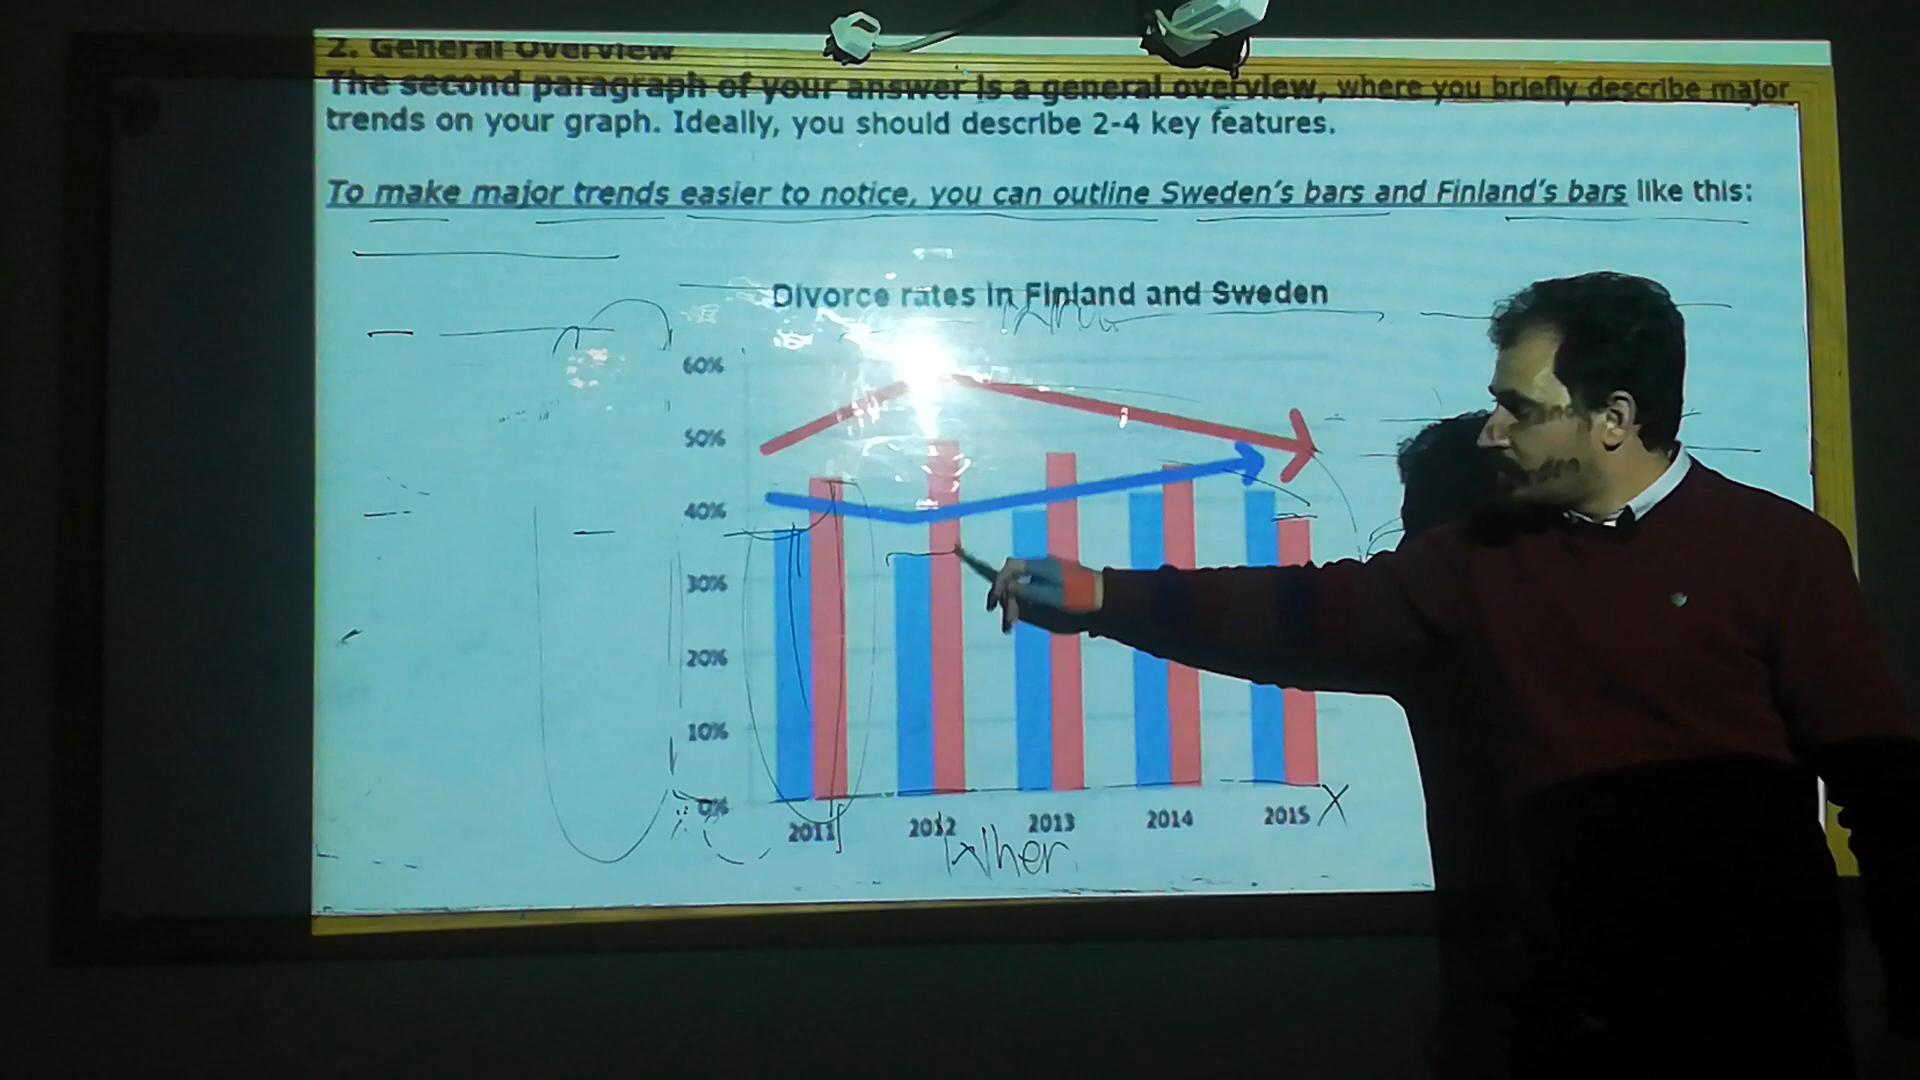 2. General Overview
The second paragraph of your answer is a general overview, where you briefly describe major
trends on your graph. Ideally, you should describe 2-4 key features.
To make major trends easier to notice, you can outline Sweden's bars and Finland's bars like this:
Divorce rates in Finland and Sweden
60%
50%
40%
30%
20%
10%
0%
2011 2012 2013 2014 2015 X